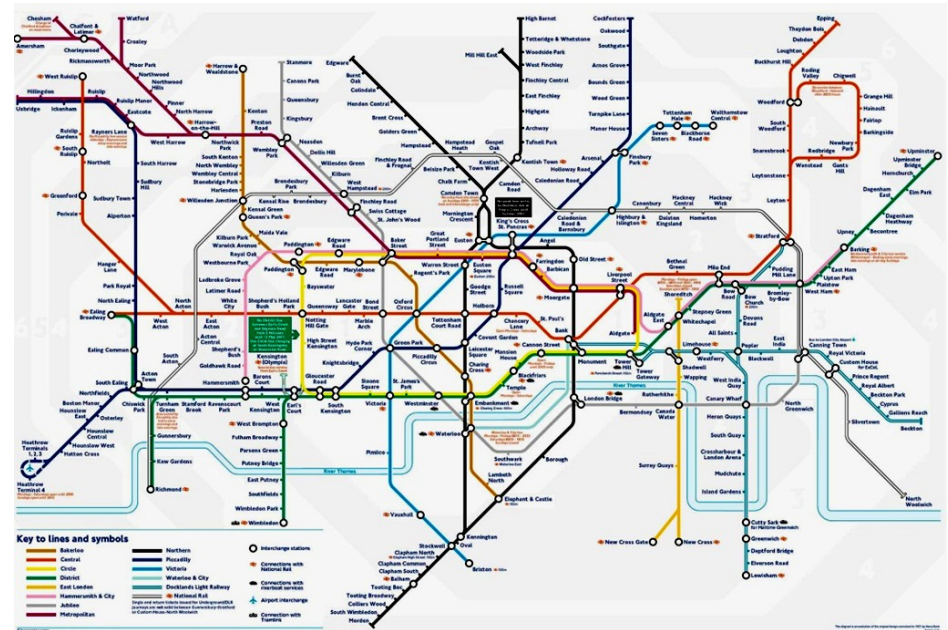 Chesham
Chalfont &
Latimer
Watford
Amersham
Croxley
Chorleywood
Rickmansworth
Moor Park
Northwood
Northwood
Hills
Pinner
North Harrow
Harrow-
on-the-Hill
Northwick
Park
Preston
Road
Wembley
Park
West Ruislip
Hillingdon
Ruislip
Uxbridge
Ickenham
Ruislip Manor
Eastcote
Rayners Lane
West Harrow
Ruislip
Gardens
South
Ruislip
Northolt
Greenford
Perivale
South Harrow
Sudbury
Hill
Sudbury Town
Alperton
Hanger
Lane
Park Royal
North Ealing
Ealing
Broadway
West
Acton
North
Acton
East
Acton
Ealing Common
South Ealing
Northfields
Boston Manor
Hounslow
East
Osterley
Hounslow
Central
Hounslow West
Hatton Cross
Heathrow
Terminals
1, 2, 3
Heathrow
Terminal 4
Acton
Town
South
Acton
Acton
Central
Chiswick
Park
Turnham
Green
Stamford
Brook
Ravenscourt
Park
Hammersmith
Gunnersbury
Kew Gardens
Richmond
Harrow &
Wealdstone
Kenton
South Kenton
North Wembley
Wembley Central
Stonebridge Park
Harlesden
Willesden Junction
Kensal Green
Queen's Park
Kilburn Park
Warwick Avenue
Maida Vale
Royal Oak
Westbourne Park
Ladbroke Grove
Latimer Road
White
City
Shepherd's
Bush
Goldhawk Road
Shepherd's
Bush
Holland
Park
Notting
Hill Gate
Queensway
Lancaster
Gate
Marble
Arch
Bond
Street
Oxford
Circus
Tottenham
Court Road
Stanmore
Canons Park
Queensbury
Kingsbury
Neasden
Dollis Hill
Willesden Green
Kilburn
West
Hampstead
Finchley Road
Swiss Cottage
St. John's Wood
Brondesbury
Park
Kensal
Rise
Brondesbury
Finchley Road
& Frognal
Paddington
Paddington
Edgware
Road
Edgware
Road
Marylebone
Baker
Street
Great
Portland
Street
Regent's Park
Warren Street
Euston
Euston
Square
Goodge
Street
Russell
Square
Holborn
Chancery
Lane
Bayswater
High Street
Kensington
Kensington
(Olympia)
Barons
Court
Gloucester
Road
Knightsbridge
Hyde Park
Corner
Green Park
Piccadilly
Circus
Leicester
Square
Covent Garden
Charing
Cross
West
Kensington
Earl's
Court
South
Kensington
Sloane
Square
Victoria
St. James's
Park
Westminster
Embankment
Temple
Blackfriars
Mansion
House
Cannon Street
Monument
Tower
Hill
Tower
Gateway
West Brompton
Fulham Broadway
Parsons Green
Putney Bridge
East Putney
Southfields
Wimbledon Park
Wimbledon
Pimlico
Vauxhall
Stockwell
Brixton
Oval
Kennington
Clapham North
Clapham Common
Clapham South
Balham
Tooting Bec
Tooting Broadway
Colliers Wood
South Wimbledon
Morden
Waterloo
Lambeth
North
Elephant & Castle
Southwark
Borough
London Bridge
Bermondsey
Canada
Water
Rotherhithe
Wapping
Shadwell
Surrey Quays
New Cross Gate
New Cross
Edgware
Burnt
Oak
Colindale
Hendon Central
Brent Cross
Golders Green
Hampstead
Belsize Park
Chalk Farm
Camden Town
Mornington
Crescent
Hampstead
Heath
Gospel
Oak
Kentish
Town West
Camden
Road
High Barnet
Totteridge & Whetstone
Woodside Park
Mill Hill East
West Finchley
Finchley Central
East Finchley
Highgate
Archway
Tufnell Park
Kentish Town
Cockfosters
Oakwood
Southgate
Arnos Grove
Bounds Green
Wood Green
Turnpike Lane
Manor House
Arsenal
Holloway Road
Caledonian Road
Finsbury
Park
Seven
Sisters
Tottenham
Hale
Blackhorse
Road
Walthamstow
Central
King's Cross
St. Pancras
Caledonian
Road &
Barnsbury
Highbury &
Islington
Canonbury
Dalston
Kingsland
Hackney
Central
Homerton
Hackney
Wick
Angel
Old Street
Farringdon
Barbican
Moorgate
Liverpool
Street
St. Paul's
Bank
Aldgate
Aldgate
East
Bethnal
Green
Shoreditch
Whitechapel
Stepney Green
Mile End
Bow
Road
Bow
Church
Devons
Road
Pudding
Mill Lane
Bromley-
by-Bow
West Ham
Stratford
Leyton
Leytonstone
Snaresbrook
South
Woodford
Woodford
Buckhurst Hill
Loughton
Debden
Theydon Bois
Epping
Roding
Valley
Chigwell
Grange Hill
Hainault
Fairlop
Barkingside
Newbury
Park
Gants
Hill
Redbridge
Wanstead
Upminster
Upminster
Bridge
Hornchurch
Elm Park
Dagenham
East
Dagenham
Heathway
Becontree
Upney
Barking
East Ham
Upton Park
Plaistow
Limehouse
Westferry
All Saints
Poplar
Blackwall
East
India
Canning Town
Royal Victoria
Custom House
for ExCeL
Prince Regent
Royal Albert
Beckton Park
Cyprus
Gallions Reach
Beckton
Silvertown
North
Woolwich
North
Greenwich
West India
Quay
Canary Wharf
Heron Quays
South Quay
Crossharbour &
London Arena
Mudchute
Island Gardens
Cutty Sark
for Maritime Greenwich
Greenwich
Deptford Bridge
Elverson Road
Lewisham
River Thames
River Thames
Key to lines and symbols
Bakerloo
Central
Circle
District
East London
Hammersmith & City
Jubilee
Metropolitan
Northern
Piccadilly
Victoria
Waterloo & City
Docklands Light Railway
National Rail
Interchange stations
Connections with
National Rail
Connections with
riverboat services
Airport interchange
Connection with
Tramlink